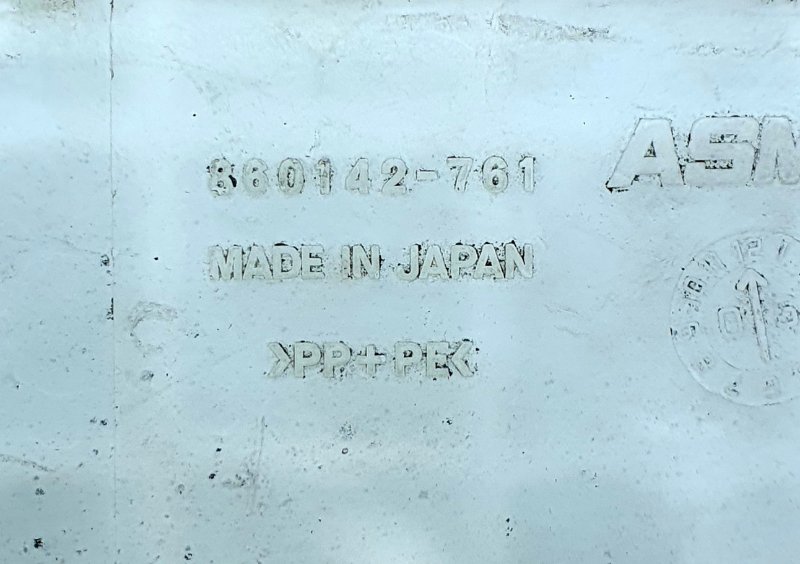 860142-761
ASM
MADE IN JAPAN
>PP+PE<